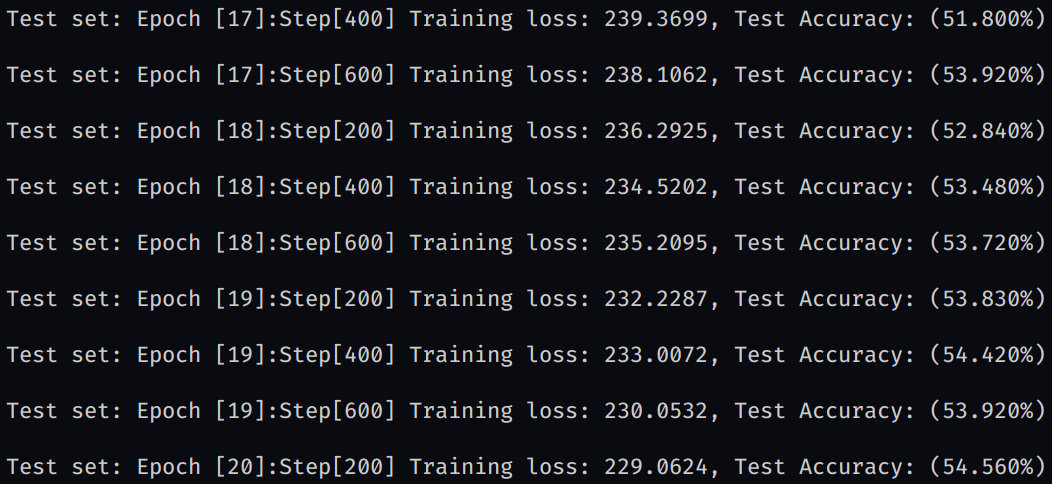 Test set: Epoch [17]:Step[400] Training loss: 239.3699, Test Accuracy: (51.800%)
Test set: Epoch [17]:Step[600] Training loss: 238.1062, Test Accuracy: (53.920%)
Test set: Epoch [18]:Step[200] Training loss: 236.2925, Test Accuracy: (52.840%)
Test set: Epoch [18]:Step[400] Training loss: 234.5202, Test Accuracy: (53.480%)
Test set: Epoch [18]:Step[600] Training loss: 235.2095, Test Accuracy: (53.720%)
Test set: Epoch [19]:Step[200] Training loss: 232.2287, Test Accuracy: (53.830%)
Test set: Epoch [19]:Step[400] Training loss: 233.0072, Test Accuracy: (54.420%)
Test set: Epoch [19]:Step[600] Training loss: 230.0532, Test Accuracy: (53.920%)
Test set: Epoch [20]:Step[200] Training loss: 229.0624, Test Accuracy: (54.560%)